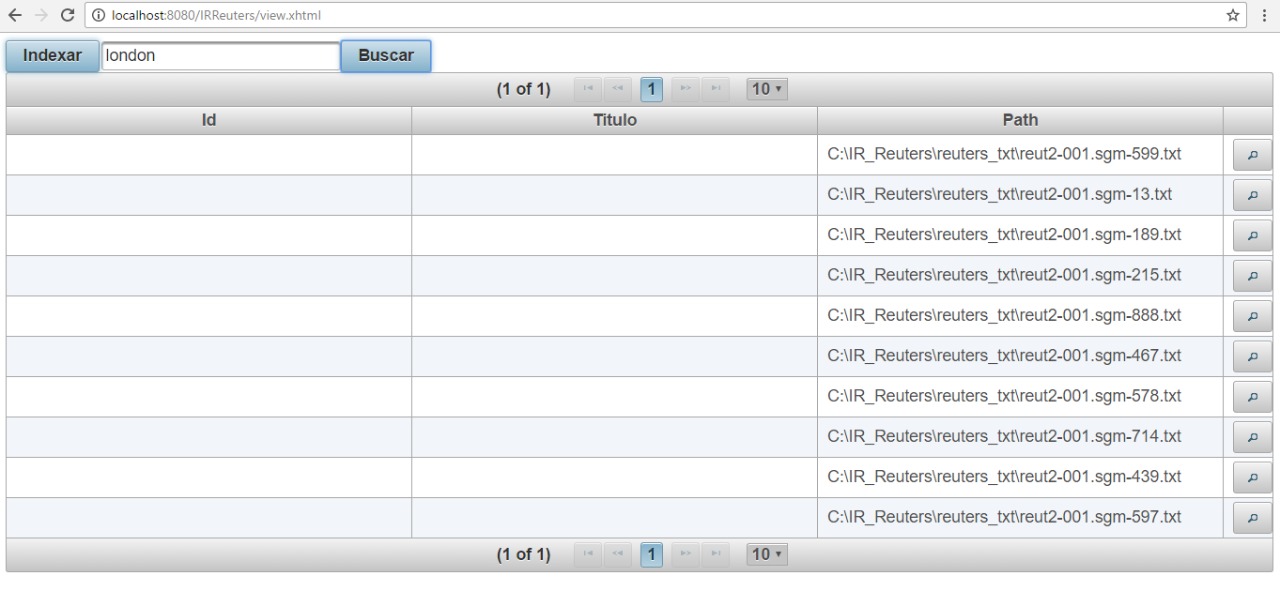 localhost:8080/IRReuters/view.xhtml
Indexar london Buscar
(1 of 1) 1 10
Id Titulo Path
C:\IR_Reuters\reuters_txt\reut2-001.sgm-599.txt
C:\IR_Reuters\reuters_txt\reut2-001.sgm-13.txt
C:\IR_Reuters\reuters_txt\reut2-001.sgm-189.txt
C:\IR_Reuters\reuters_txt\reut2-001.sgm-215.txt
C:\IR_Reuters\reuters_txt\reut2-001.sgm-888.txt
C:\IR_Reuters\reuters_txt\reut2-001.sgm-467.txt
C:\IR_Reuters\reuters_txt\reut2-001.sgm-578.txt
C:\IR_Reuters\reuters_txt\reut2-001.sgm-714.txt
C:\IR_Reuters\reuters_txt\reut2-001.sgm-439.txt
C:\IR_Reuters\reuters_txt\reut2-001.sgm-597.txt
(1 of 1) 1 10